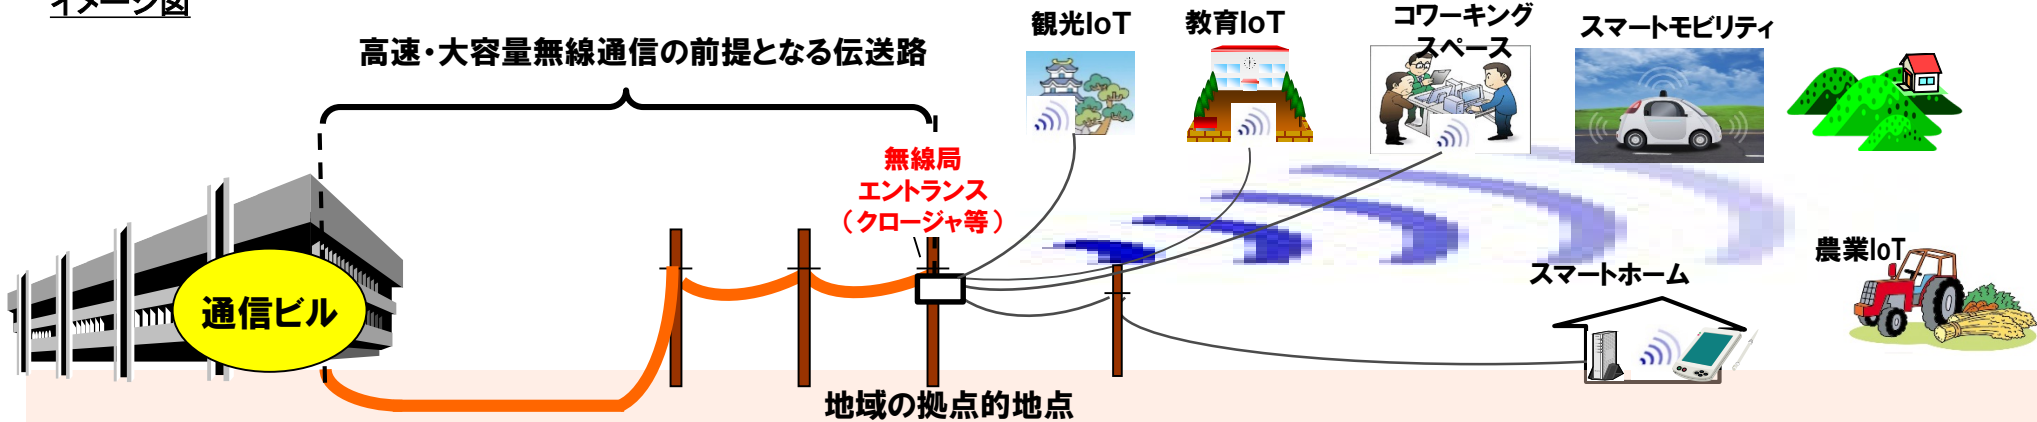 イメージ図
高速・大容量無線通信の前提となる伝送路
観光IoT
教育IoT
コワーキング
スペース
スマートモビリティ
無線局
エントランス
（クロージャ等）
通信ビル
農業IoT
スマートホーム
地域の拠点的地点